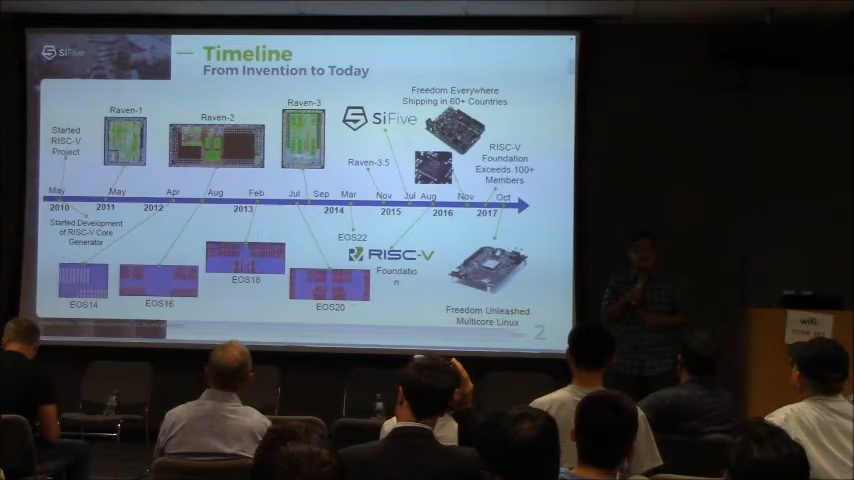 SiFive
Timeline
From Invention to Today
Freedom Everywhere
Shipping in 60+ Countries
Raven-1
Raven-2
Raven-3
SiFive
Started
RISC-V
Project
Raven-3.5
RISC-V
Foundation
Exceeds 100+
Members
May
May
Apr
Aug
Feb
Jul
Sep
Mar
Nov
Jul
Aug
Nov
Oct
2010
2011
2012
2013
2014
2015
2016
2017
Started Development
of RISC-V Core
Generator
EOS22
RISC-V
Foundatio
n
EOS14
EOS16
EOS18
EOS20
Freedom Unleashed
Multicore Linux
2
wifi: